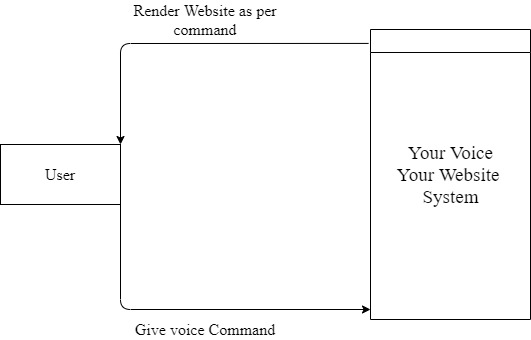 Render Website as per
command
User
Your Voice
Your Website
System
Give voice Command